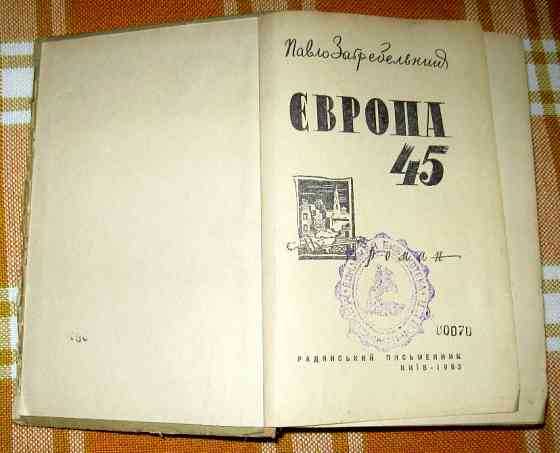 Павло Загребельний
ЄВРОПА
45
роман
00070
РАДЯНСЬКИЙ ПИСЬМЕННИК
КИЇВ-1963